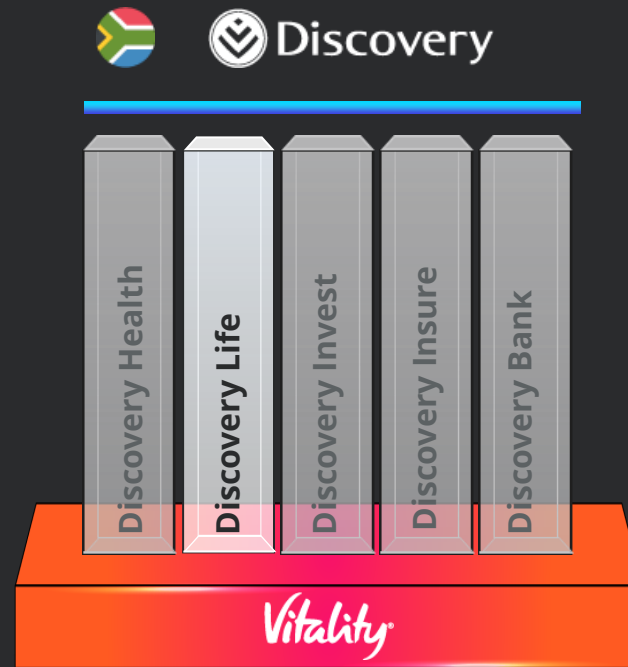 Discovery
Discovery Health
Discovery Life
Discovery Invest
Discovery Insure
Discovery Bank
Vitality®